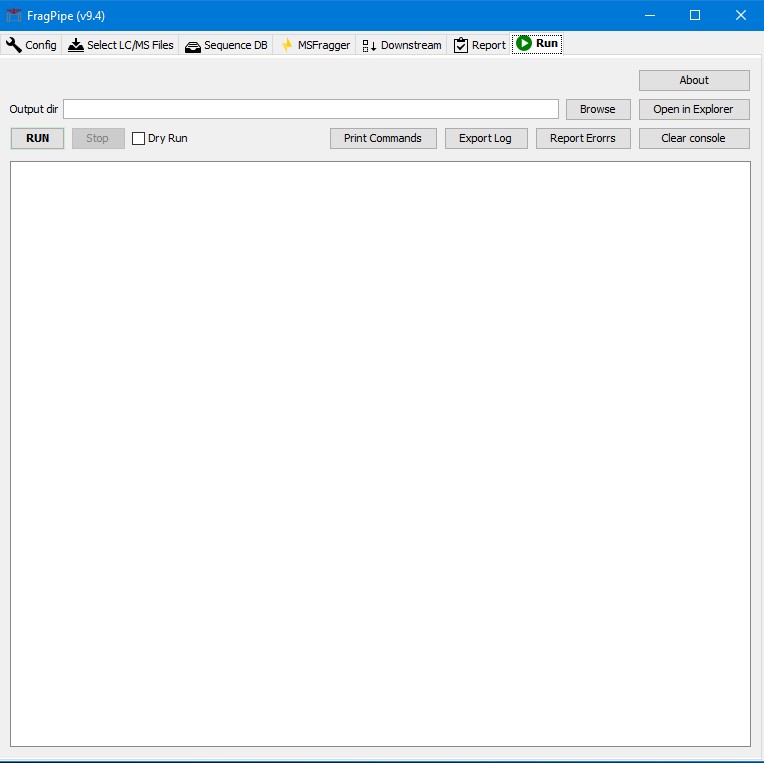 FragPipe (v9.4)
Config Select LC/MS Files Sequence DB MSFragger Downstream Report Run
About
Output dir Browse Open in Explorer
RUN Stop Dry Run Print Commands Export Log Report Erorrs Clear console